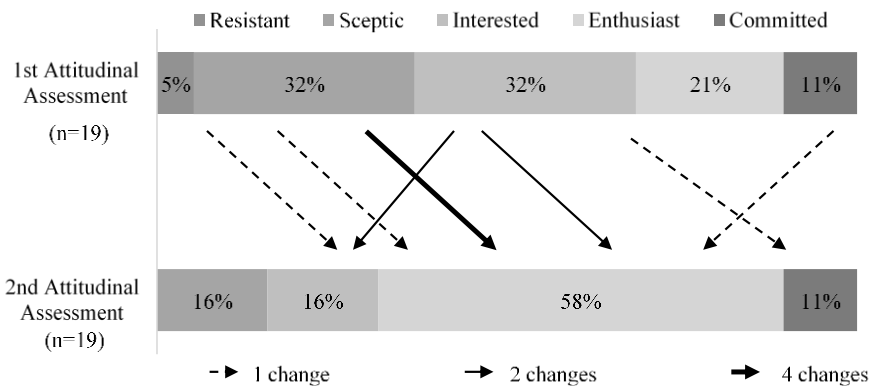 Resistant Sceptic Interested Enthusiast Committed
1st Attitudinal
Assessment
(n=19)
5% 32% 32% 21% 11%
2nd Attitudinal
Assessment
(n=19)
16% 16% 58% 11%
1 change 2 changes 4 changes